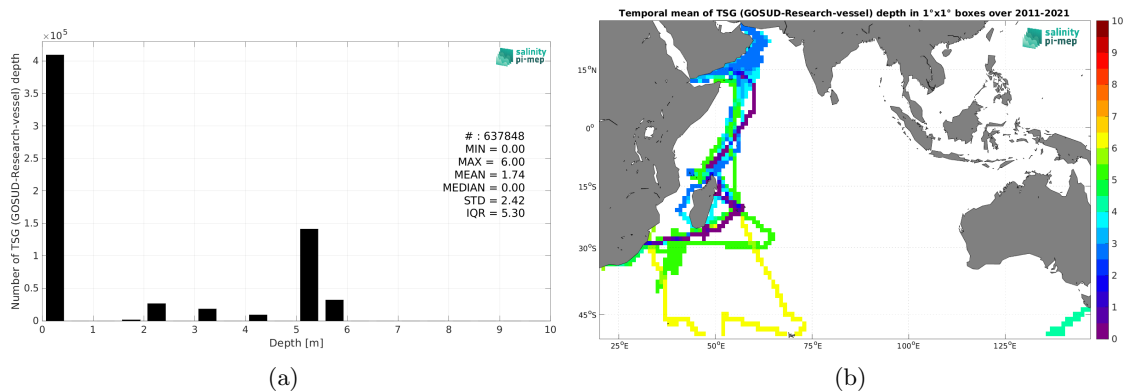 ×10⁵
4
3.5
3
2.5
2
1.5
1
0.5
0
0 1 2 3 4 5 6 7 8 9 10
Number of TSG (GOSUD-Research-vessel) depth
Depth [m]
salinity
pi-mep
# : 637848
MIN = 0.00
MAX = 6.00
MEAN = 1.74
MEDIAN = 0.00
STD = 2.42
IQR = 5.30
(a)
Temporal mean of TSG (GOSUD-Research-vessel) depth in 1°x1° boxes over 2011-2021
salinity
pi-mep
15°N
0°
15°S
30°S
45°S
25°E 50°E 75°E 100°E 125°E
10
9
8
7
6
5
4
3
2
1
0
(b)